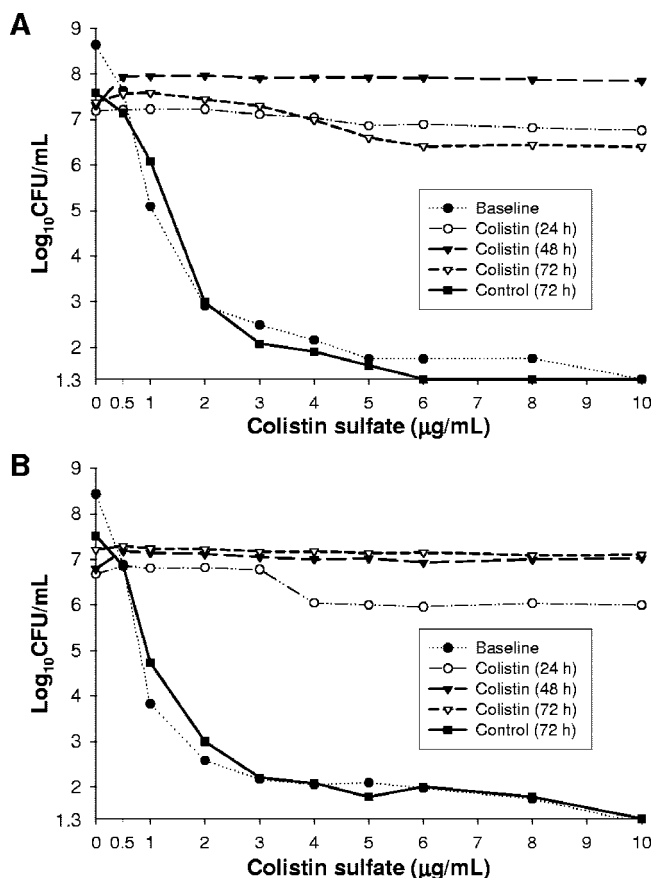 A
Log10CFU/mL
9
8
7
6
5
4
3
2
1.3
Baseline
Colistin (24 h)
Colistin (48 h)
Colistin (72 h)
Control (72 h)
0 0.5 1 2 3 4 5 6 7 8 9 10
Colistin sulfate (µg/mL)
B
Log10CFU/mL
9
8
7
6
5
4
3
2
1.3
Baseline
Colistin (24 h)
Colistin (48 h)
Colistin (72 h)
Control (72 h)
0 0.5 1 2 3 4 5 6 7 8 9 10
Colistin sulfate (µg/mL)